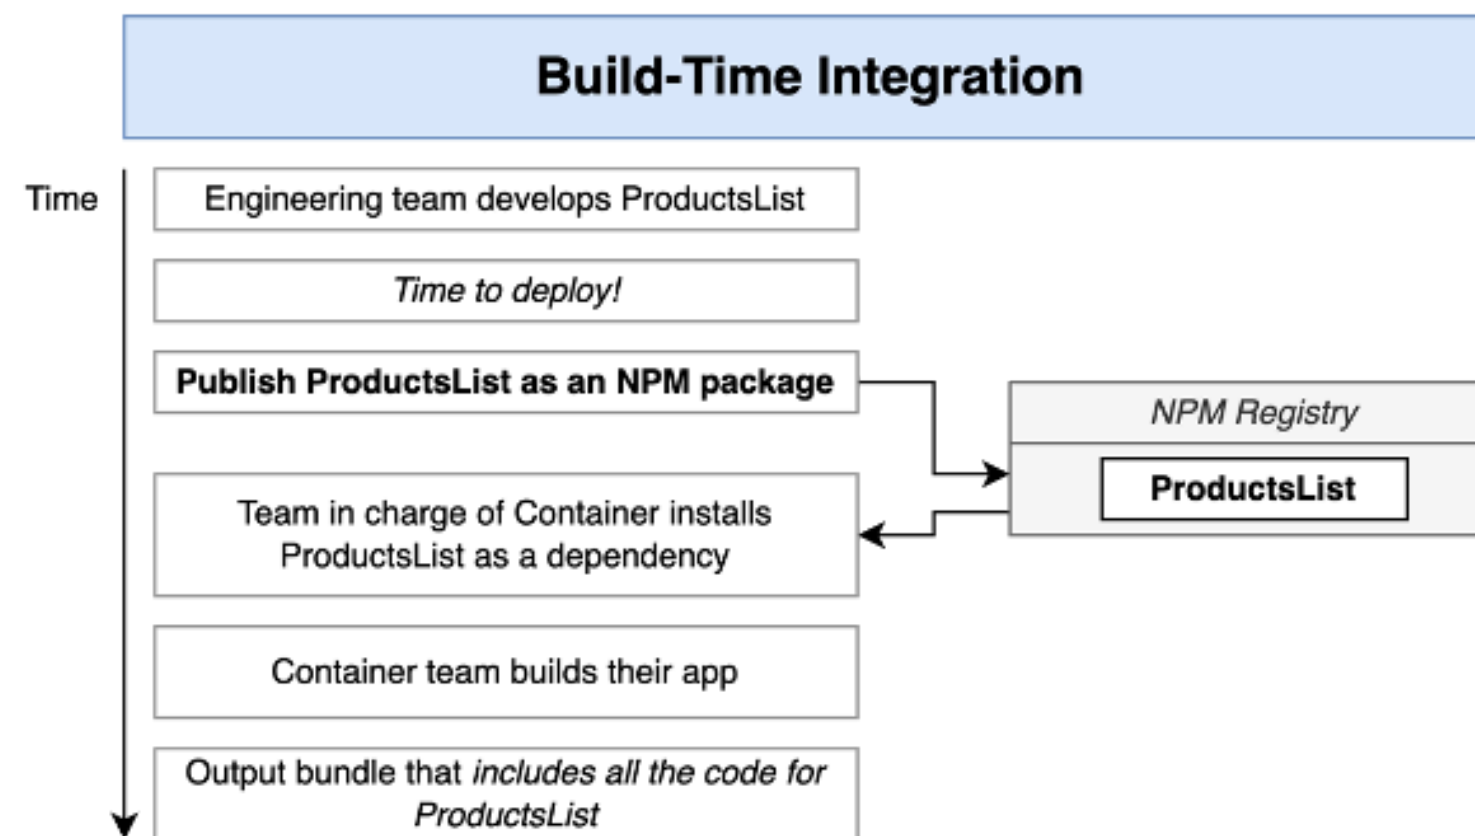 Build-Time Integration
Time
Engineering team develops ProductsList
Time to deploy!
Publish ProductsList as an NPM package
NPM Registry
ProductsList
Team in charge of Container installs
ProductsList as a dependency
Container team builds their app
Output bundle that includes all the code for
ProductsList